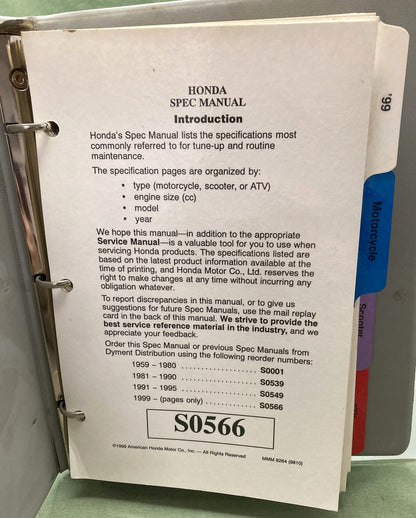 HONDA
SPEC MANUAL
Introduction
Honda's Spec Manual lists the specifications most
commonly referred to for tune-up and routine
maintenance.
The specification pages are organized by:
• type (motorcycle, scooter, or ATV)
• engine size (cc)
• model
• year
We hope this manual—in addition to the appropriate
Service Manual—is a valuable tool for you to use when
servicing Honda products. The specifications listed are
based on the latest product information available at the
time of printing, and Honda Motor Co., Ltd. reserves the
right to make changes at any time without incurring any
obligation whatever.
To report discrepancies in this manual, or to give us
suggestions for future Spec Manuals, use the mail replay
card in the back of this manual. We strive to provide the
best service reference material in the industry, and we
appreciate your feedback.
Order this Spec Manual or previous Spec Manuals from
Dyment Distribution using the following reorder numbers:
1959 – 1980 . . . . . . . . . . . . . . . . S0001
1981 – 1990 . . . . . . . . . . . . . . . . S0539
1991 – 1995 . . . . . . . . . . . . . . . . S0549
1999 – (pages only) . . . . . . . . . . . . S0566
S0566
©1999 American Honda Motor Co., Inc. — All Rights Reserved
MMM 8284 (9810)
'99
Motorcycle
Scooter